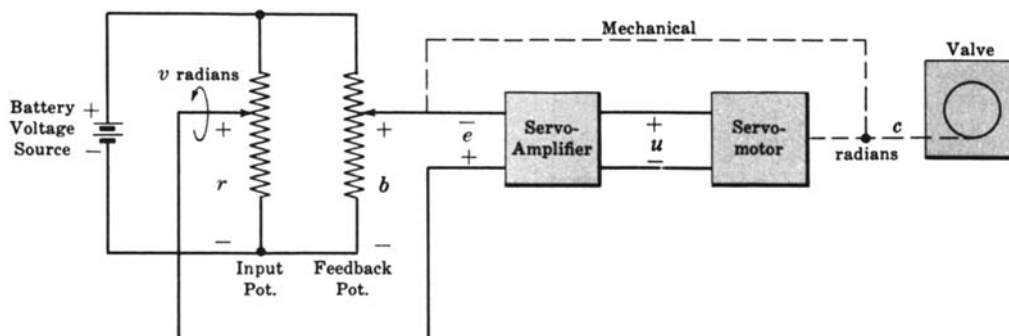 Mechanical
Valve
v radians
Battery
Voltage
Source
+
−
+
r
−
+
b
−
−
e
+
Servo-
Amplifier
+
u
−
Servo-
motor
c
radians
Input
Pot.
Feedback
Pot.